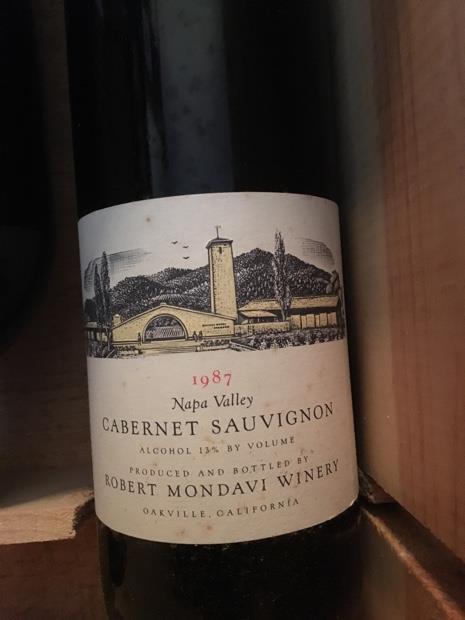 1987
Napa Valley
CABERNET SAUVIGNON
ALCOHOL 13% BY VOLUME
PRODUCED AND BOTTLED BY
ROBERT MONDAVI WINERY
OAKVILLE, CALIFORNIA